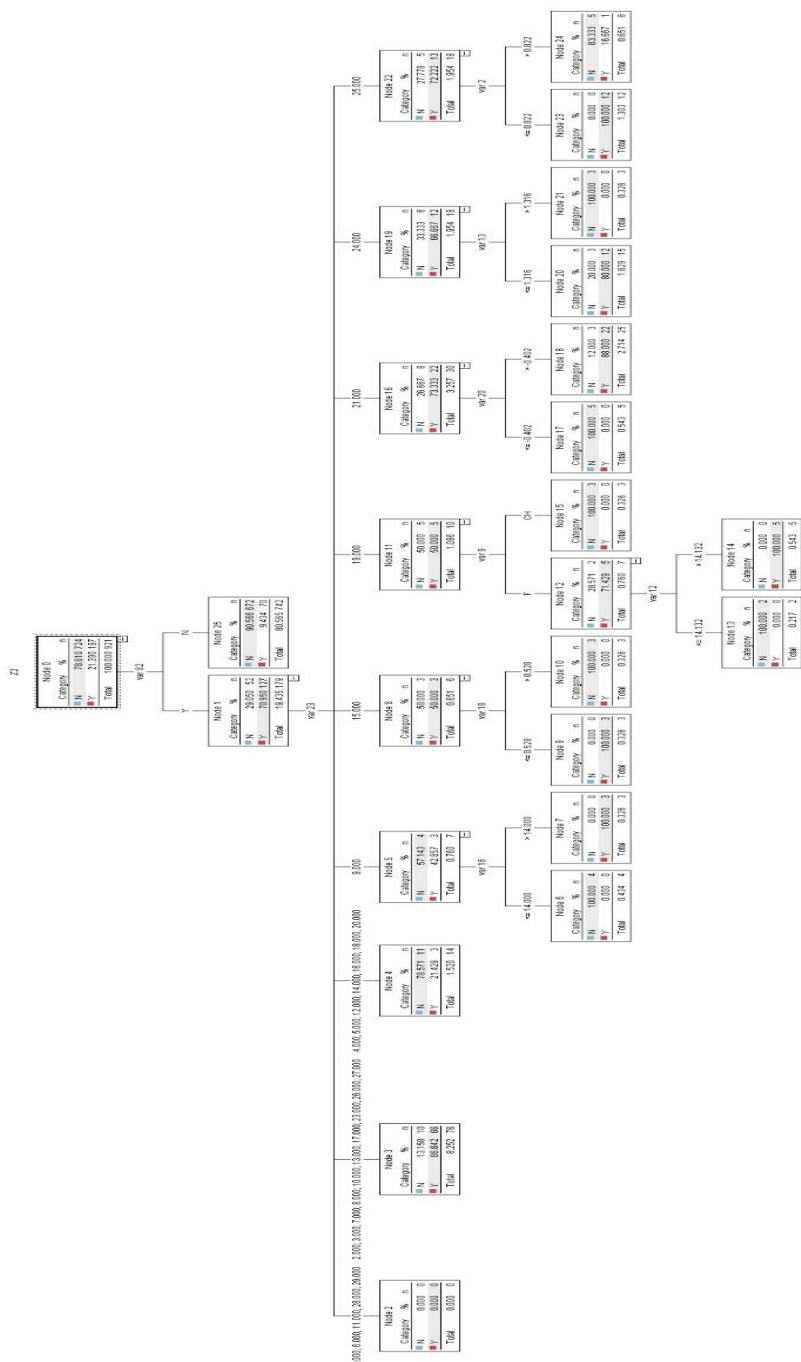 Z2
Node 0
Category % n
N 78.610 724
Y 21.390 197
Total 100.000 921
var 82
Y
N
Node 1
Category % n
N 29.050 52
Y 70.950 127
Total 19.435 179
Node 25
Category % n
N 90.566 672
Y 9.434 70
Total 80.565 742
var 23
.000; 6.000; 11.000; 28.000; 29.000
2.000; 3.000; 7.000; 8.000; 10.000; 13.000; 17.000; 23.000; 26.000; 27.000
4.000; 5.000; 12.000; 14.000; 16.000; 18.000; 20.000
9.000
15.000
19.000
21.000
24.000
25.000
Node 2
Category % n
N 0.000 0
Y 0.000 0
Total 0.000 0
Node 3
Category % n
N 13.158 10
Y 86.842 66
Total 8.252 76
Node 4
Category % n
N 78.571 11
Y 21.429 3
Total 1.520 14
Node 5
Category % n
N 57.143 4
Y 42.857 3
Total 0.760 7
Node 8
Category % n
N 50.000 3
Y 50.000 3
Total 0.651 6
Node 11
Category % n
N 50.000 5
Y 50.000 5
Total 1.086 10
Node 16
Category % n
N 26.667 8
Y 73.333 22
Total 3.257 30
Node 19
Category % n
N 33.333 6
Y 66.667 12
Total 1.954 18
Node 22
Category % n
N 27.778 5
Y 72.222 13
Total 1.954 18
var 16
var 18
var 9
var 20
var 13
var 2
<= 14.000
> 14.000
<= 0.528
> 0.528
F
CH
<= -0.402
> -0.402
<= 1.316
> 1.316
<= 0.822
> 0.822
Node 6
Category % n
N 100.000 4
Y 0.000 0
Total 0.434 4
Node 7
Category % n
N 0.000 0
Y 100.000 3
Total 0.326 3
Node 9
Category % n
N 0.000 0
Y 100.000 3
Total 0.326 3
Node 10
Category % n
N 100.000 3
Y 0.000 0
Total 0.326 3
Node 12
Category % n
N 28.571 2
Y 71.429 5
Total 0.760 7
Node 15
Category % n
N 100.000 3
Y 0.000 0
Total 0.326 3
Node 17
Category % n
N 100.000 5
Y 0.000 0
Total 0.543 5
Node 18
Category % n
N 12.000 3
Y 88.000 22
Total 2.714 25
Node 20
Category % n
N 20.000 3
Y 80.000 12
Total 1.629 15
Node 21
Category % n
N 100.000 3
Y 0.000 0
Total 0.326 3
Node 23
Category % n
N 0.000 0
Y 100.000 12
Total 1.303 12
Node 24
Category % n
N 83.333 5
Y 16.667 1
Total 0.651 6
var 12
<= 14.132
> 14.132
Node 13
Category % n
N 100.000 2
Y 0.000 0
Total 0.217 2
Node 14
Category % n
N 0.000 0
Y 100.000 5
Total 0.543 5